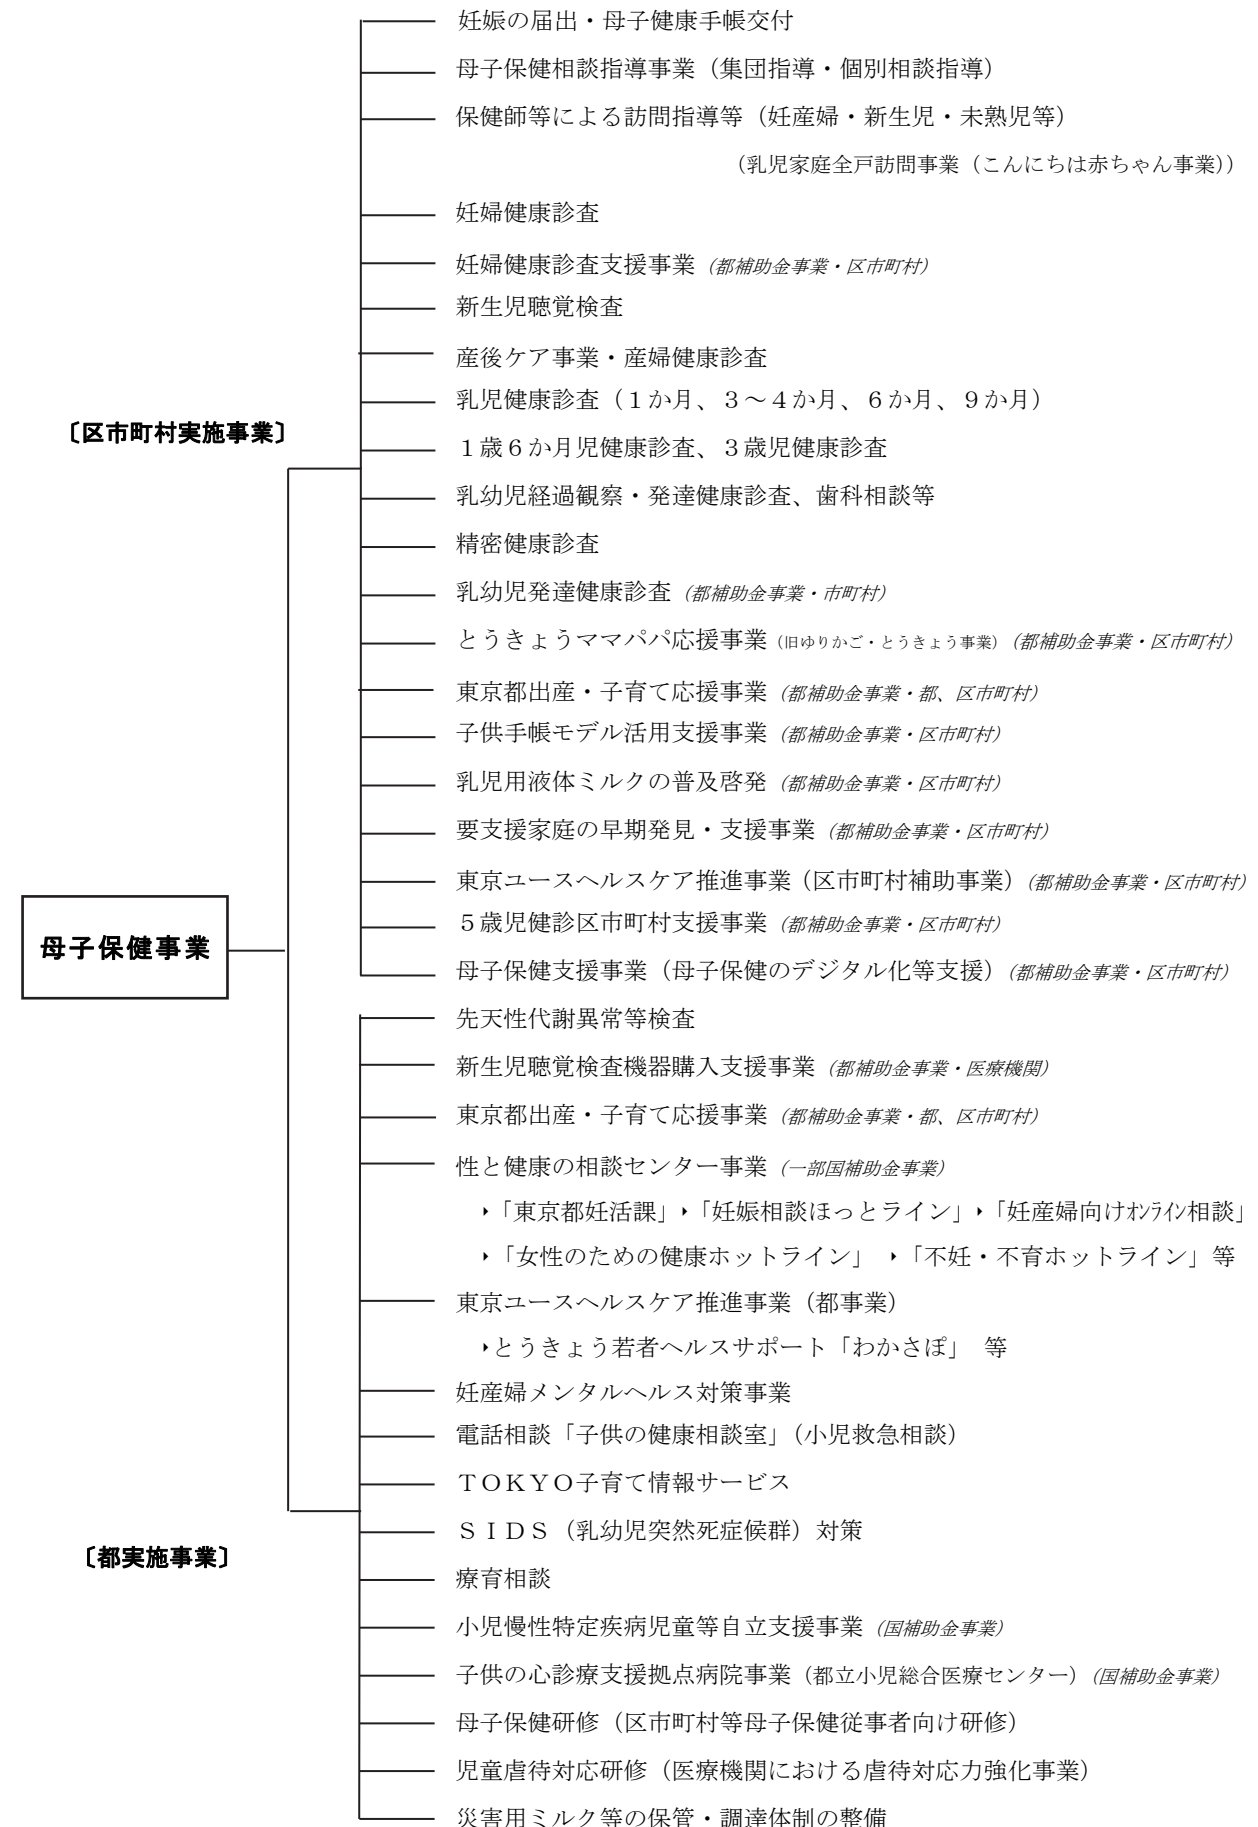 妊娠の届出・母子健康手帳交付
母子保健相談指導事業（集団指導・個別相談指導）
保健師等による訪問指導等（妊産婦・新生児・未熟児等）
（乳児家庭全戸訪問事業（こんにちは赤ちゃん事業））
妊婦健康診査
妊婦健康診査支援事業（都補助金事業・区市町村）
新生児聴覚検査
産後ケア事業・産婦健康診査
乳児健康診査（１か月、３～４か月、６か月、９か月）
〔区市町村実施事業〕
１歳６か月児健康診査、３歳児健康診査
乳幼児経過観察・発達健康診査、歯科相談等
精密健康診査
乳幼児発達健康診査（都補助金事業・市町村）
とうきょうママパパ応援事業（旧ゆりかご・とうきょう事業）（都補助金事業・区市町村）
東京都出産・子育て応援事業（都補助金事業・都、区市町村）
子供手帳モデル活用支援事業（都補助金事業・区市町村）
乳児用液体ミルクの普及啓発（都補助金事業・区市町村）
要支援家庭の早期発見・支援事業（都補助金事業・区市町村）
東京ユースヘルスケア推進事業（区市町村補助事業）（都補助金事業・区市町村）
５歳児健診区市町村支援事業（都補助金事業・区市町村）
母子保健事業
母子保健支援事業（母子保健のデジタル化等支援）（都補助金事業・区市町村）
先天性代謝異常等検査
新生児聴覚検査機器購入支援事業（都補助金事業・医療機関）
東京都出産・子育て応援事業（都補助金事業・都、区市町村）
性と健康の相談センター事業（一部国補助金事業）
‣「東京都妊活課」‣「妊娠相談ほっとライン」‣「妊産婦向けｵﾝﾗｲﾝ相談」
‣「女性のための健康ホットライン」 ‣「不妊・不育ホットライン」等
東京ユースヘルスケア推進事業（都事業）
‣とうきょう若者ヘルスサポート「わかさぽ」 等
妊産婦メンタルヘルス対策事業
電話相談「子供の健康相談室」（小児救急相談）
ＴＯＫＹＯ子育て情報サービス
ＳＩＤＳ（乳幼児突然死症候群）対策
〔都実施事業〕
療育相談
小児慢性特定疾病児童等自立支援事業（国補助金事業）
子供の心診療支援拠点病院事業（都立小児総合医療センター）（国補助金事業）
母子保健研修（区市町村等母子保健従事者向け研修）
児童虐待対応研修（医療機関における虐待対応力強化事業）
災害用ミルク等の保管・調達体制の整備